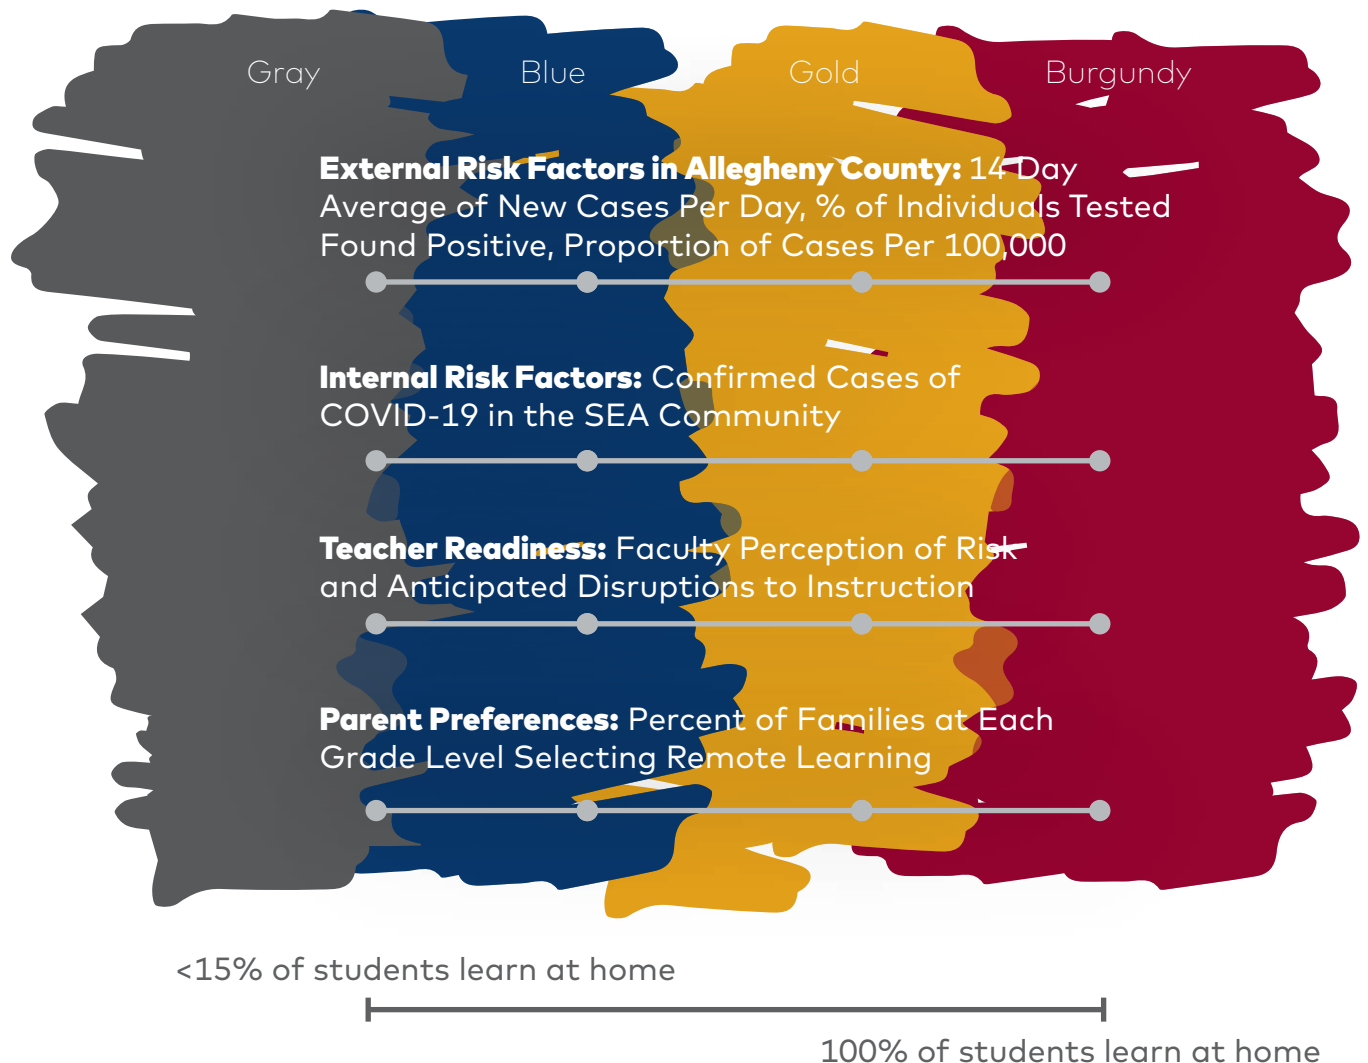 Gray Blue Gold Burgundy
External Risk Factors in Allegheny County: 14 Day
Average of New Cases Per Day, % of Individuals Tested
Found Positive, Proportion of Cases Per 100,000
Internal Risk Factors: Confirmed Cases of
COVID-19 in the SEA Community
Teacher Readiness: Faculty Perception of Risk
and Anticipated Disruptions to Instruction
Parent Preferences: Percent of Families at Each
Grade Level Selecting Remote Learning
<15% of students learn at home
100% of students learn at home